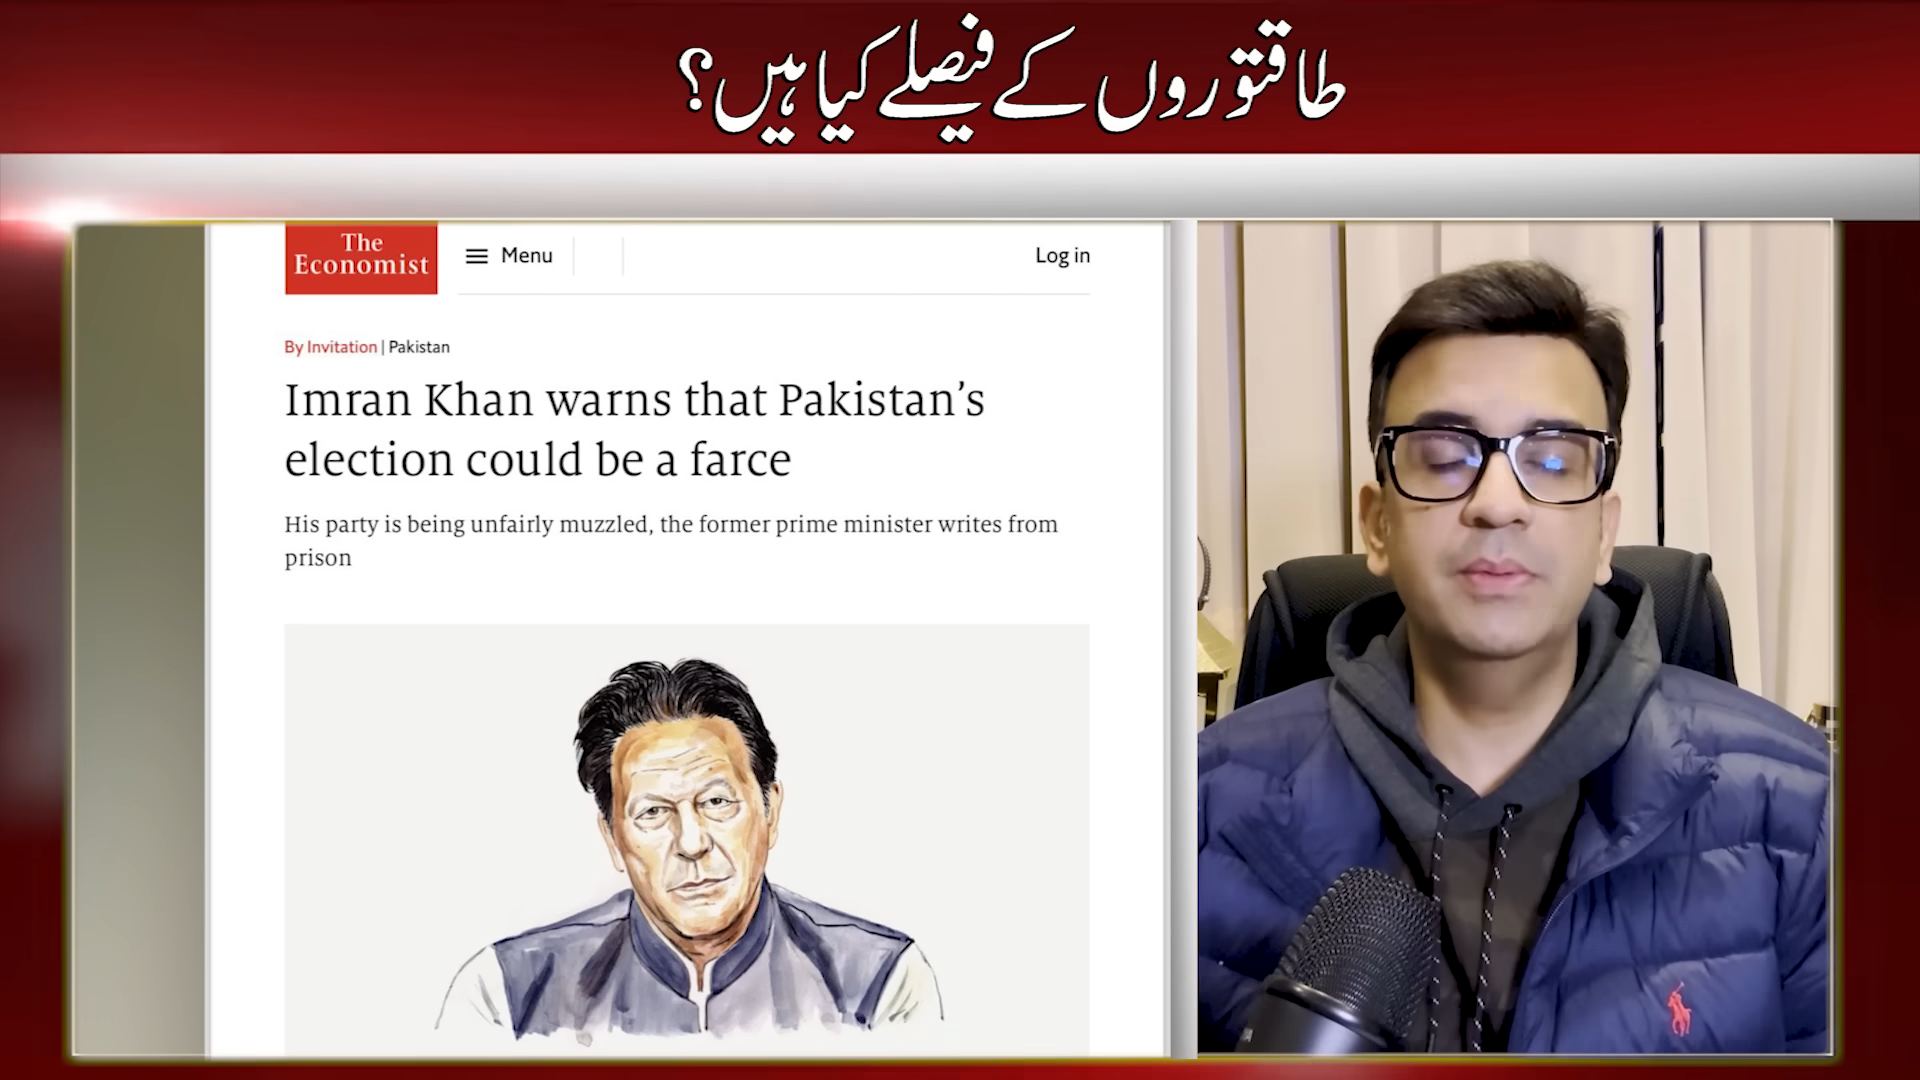 طاقتوروں کے فیصلے کیا ہیں؟
The
Economist
Menu
Log in
By Invitation | Pakistan
Imran Khan warns that Pakistan’s
election could be a farce
His party is being unfairly muzzled, the former prime minister writes from
prison